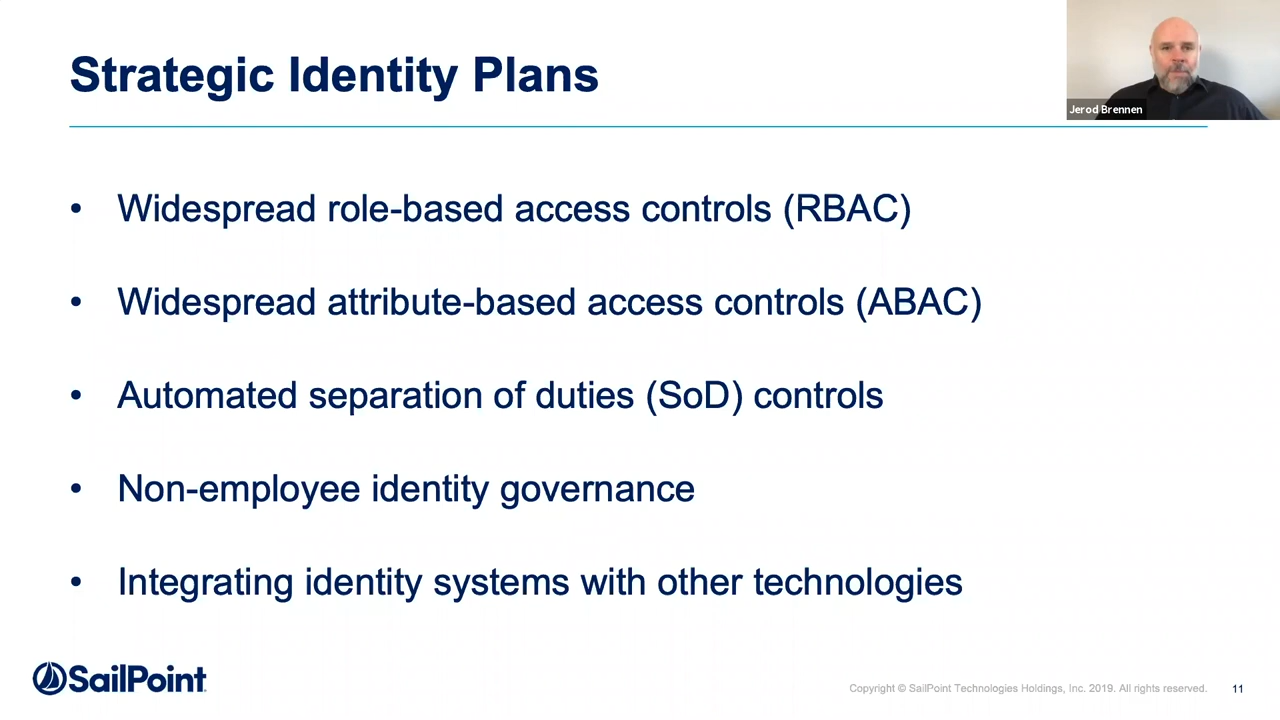 Strategic Identity Plans
Jerod Brennen
• Widespread role-based access controls (RBAC)
• Widespread attribute-based access controls (ABAC)
• Automated separation of duties (SoD) controls
• Non-employee identity governance
• Integrating identity systems with other technologies
SailPoint
Copyright © SailPoint Technologies Holdings, Inc. 2019. All rights reserved.
11